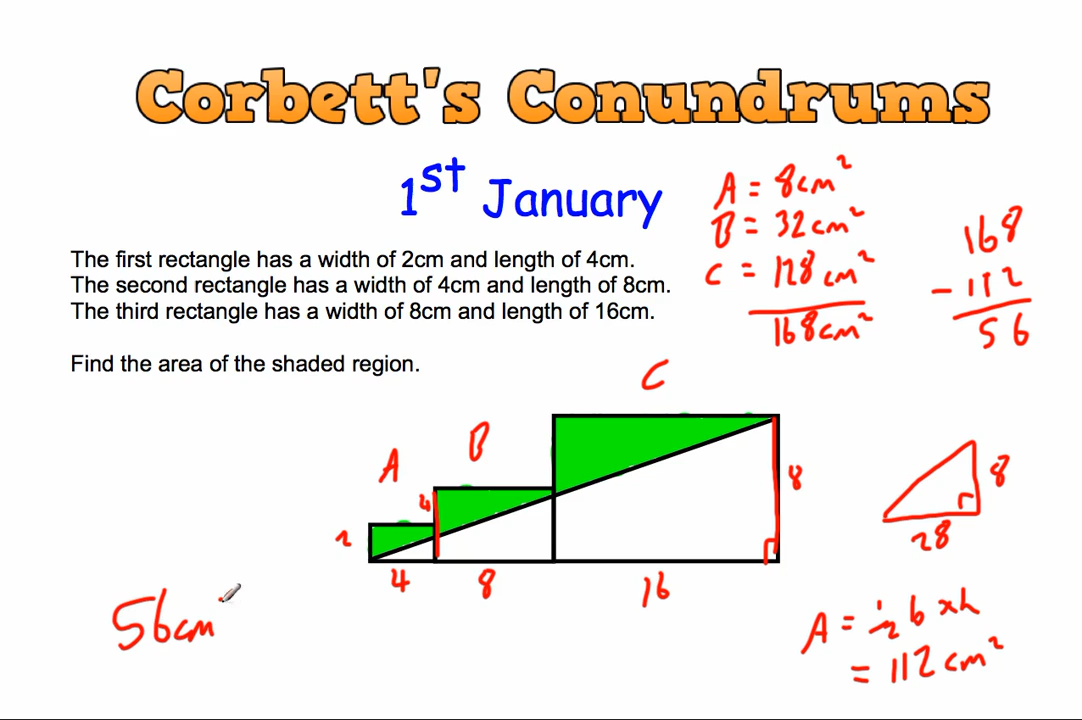 Corbett's Conundrums
1st January
The first rectangle has a width of 2cm and length of 4cm.
The second rectangle has a width of 4cm and length of 8cm.
The third rectangle has a width of 8cm and length of 16cm.
Find the area of the shaded region.
A = 8cm²
B = 32cm²
C = 128cm²
168cm²
168
- 112
56
C
B
A
4
2
8
4
8
16
8
28
56cm
A = ½ b x h
= 112cm²